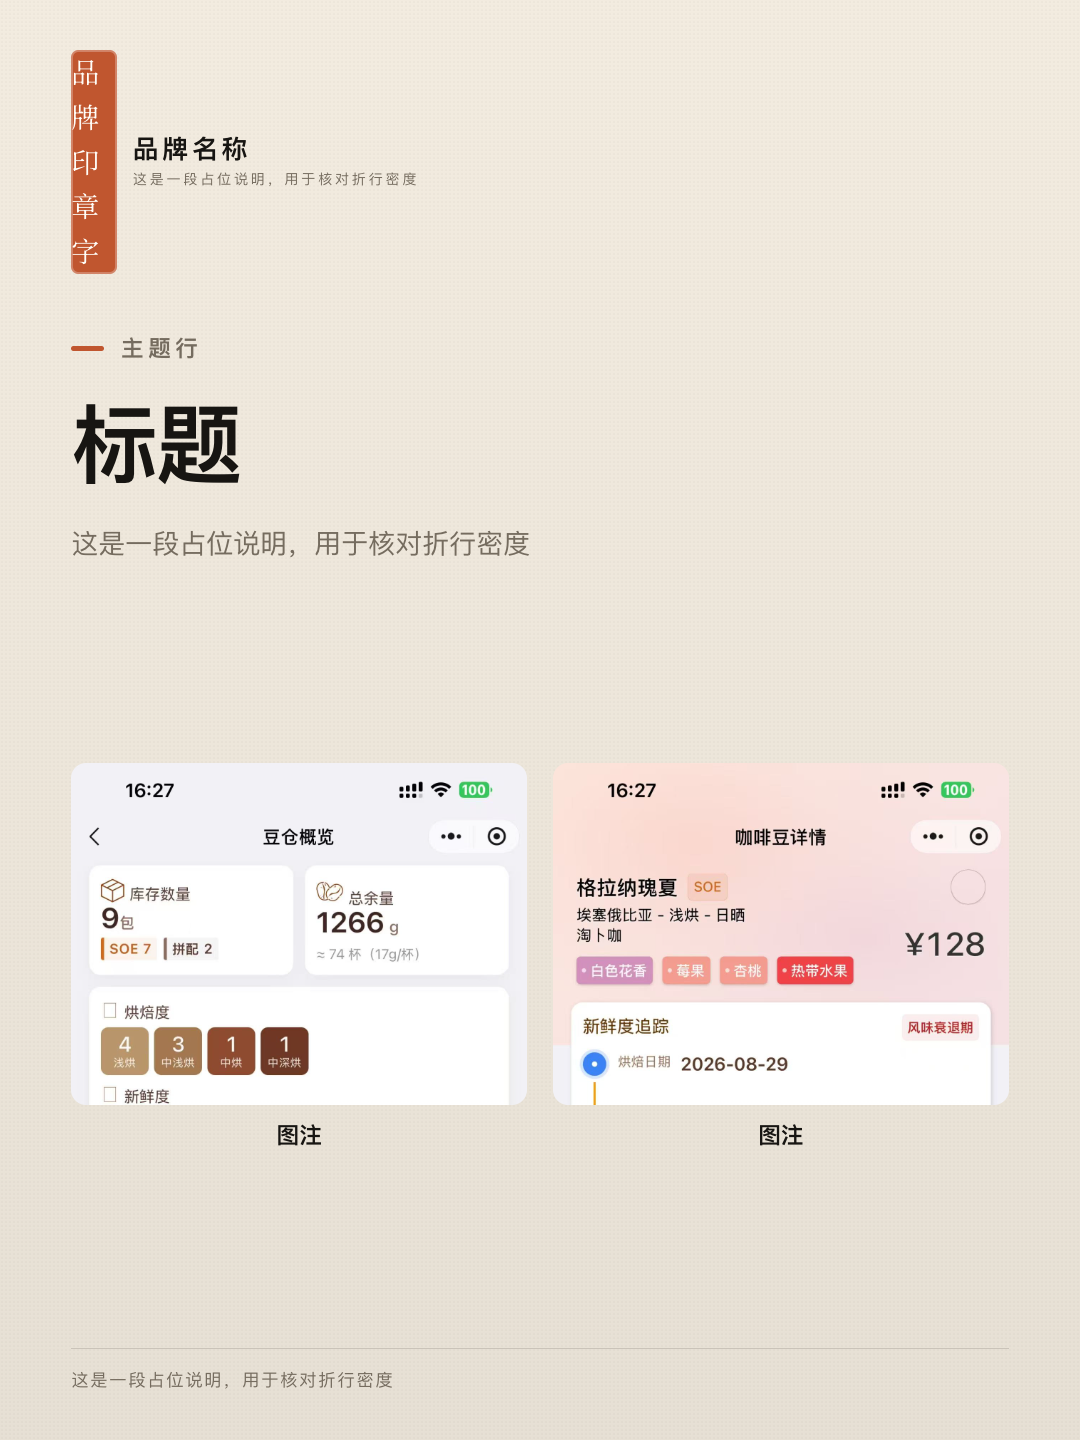 品
牌
印
章
字
品牌名称
这是一段占位说明，用于核对折行密度
主题行
标题
这是一段占位说明，用于核对折行密度
16:27
100
豆仓概览
库存数量
9包
SOE 7
拼配 2
总余量
1266 g
≈ 74 杯（17g/杯）
烘焙度
4
浅烘
3
中浅烘
1
中烘
1
中深烘
新鲜度
图注
16:27
100
咖啡豆详情
格拉纳瑰夏 SOE
埃塞俄比亚 - 浅烘 - 日晒
淘卜咖
¥128
• 白色花香
• 莓果
• 杏桃
• 热带水果
新鲜度追踪
风味衰退期
烘焙日期 2026-08-29
图注
这是一段占位说明，用于核对折行密度